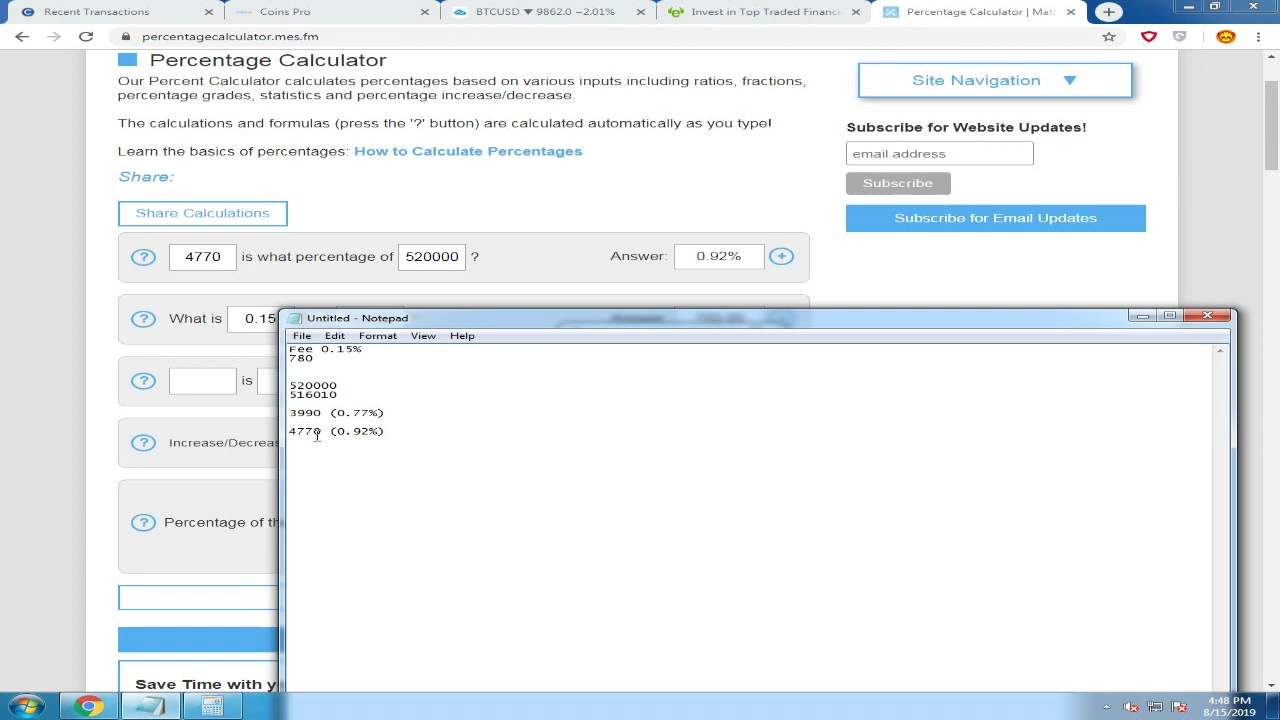 Recent Transactions
Coins Pro
BTCUSD ▼ 9862.0 −2.01%
Invest in Top Traded Financ
Percentage Calculator | Mat
percentagecalculator.mes.fm
Percentage Calculator
Our Percent Calculator calculates percentages based on various inputs including ratios, fractions,
percentage grades, statisics and percentage increase/decrease.
The calculations and formulas (press the '?' button) are calculated automatically as you type!
Learn the basics of percentages: How to Calculate Percentages
Share:
Share Calculations
Site Navigation ▼
Subscribe for Website Updates!
email address
Subscribe
Subscribe for Email Updates
? 4770 is what percentage of 520000 ? Answer: 0.92% +
? What is 0.15
? is
? Increase/Decreas
? Percentage of th
Save Time with y
Untitled - Notepad
File Edit Format View Help
Fee 0.15%
780
520000
516010
3990 (0.77%)
4770 (0.92%)
4:48 PM
8/15/2019